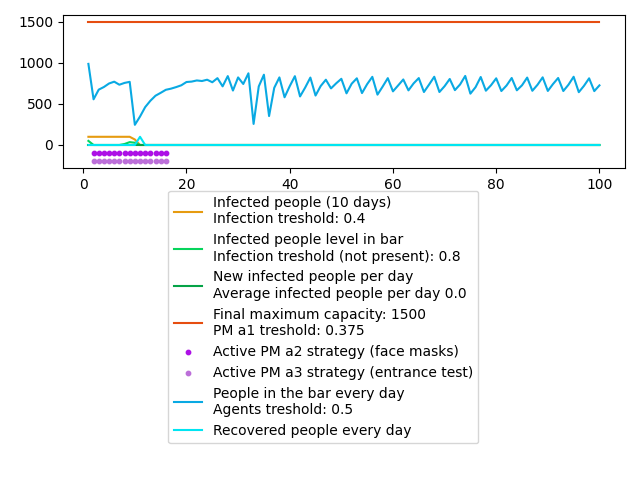 1500
1000
500
0
0 20 40 60 80 100
Infected people (10 days)
Infection treshold: 0.4
Infected people level in bar
Infection treshold (not present): 0.8
New infected people per day
Average infected people per day 0.0
Final maximum capacity: 1500
PM a1 treshold: 0.375
Active PM a2 strategy (face masks)
Active PM a3 strategy (entrance test)
People in the bar every day
Agents treshold: 0.5
Recovered people every day